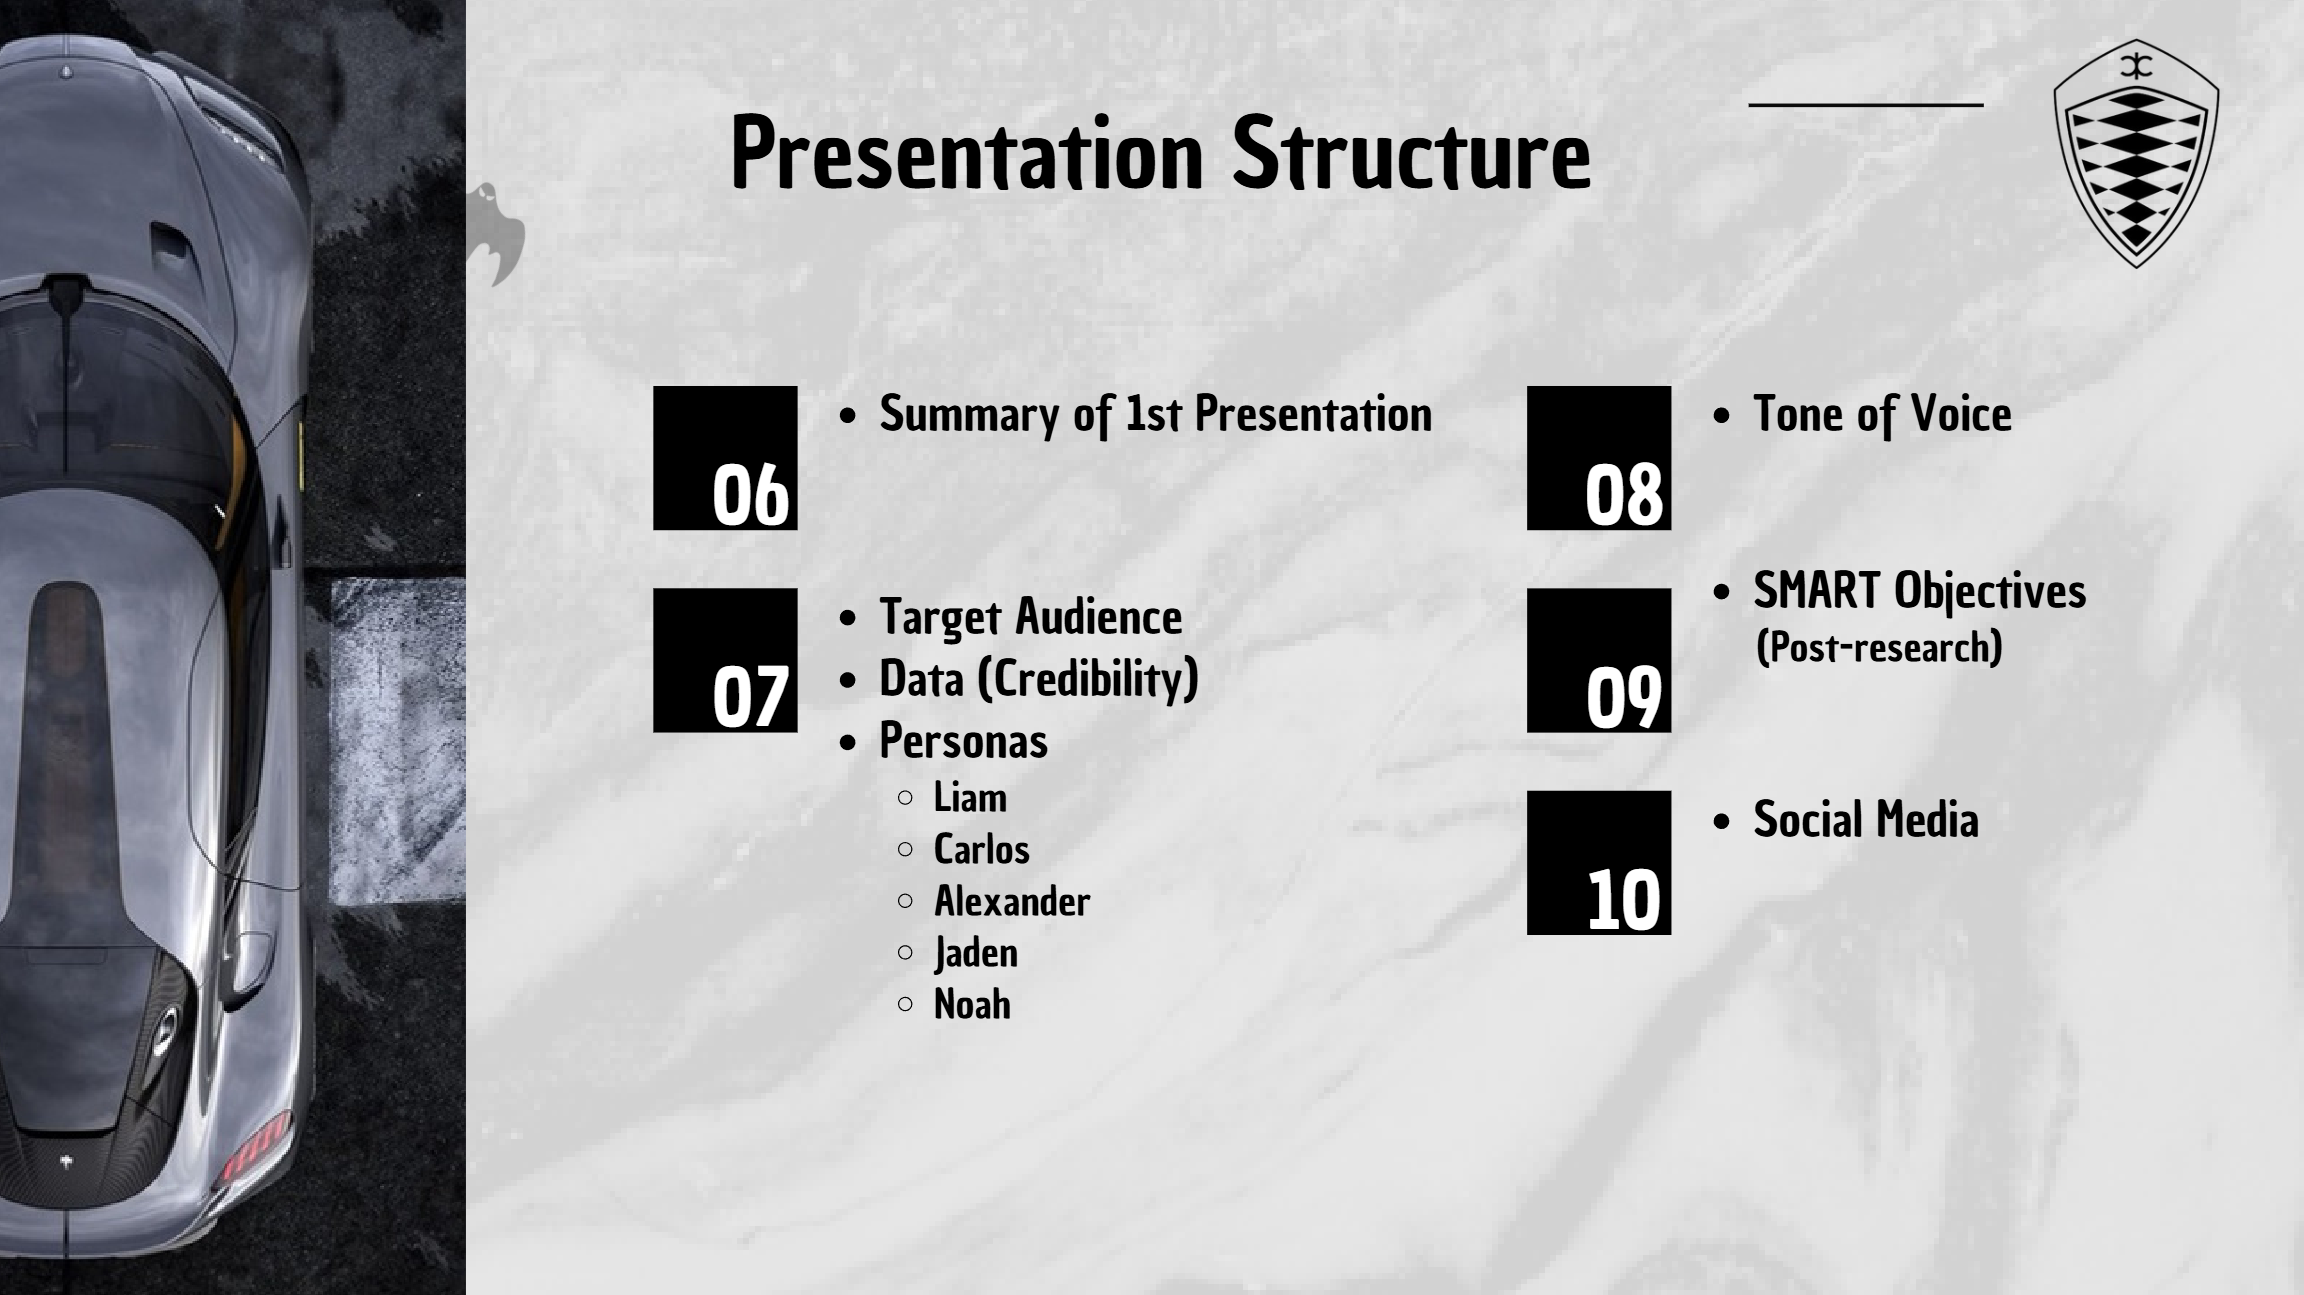 Presentation Structure
06
Summary of 1st Presentation
07
Target Audience
Data (Credibility)
Personas
Liam
Carlos
Alexander
Jaden
Noah
08
Tone of Voice
09
SMART Objectives
(Post-research)
10
Social Media